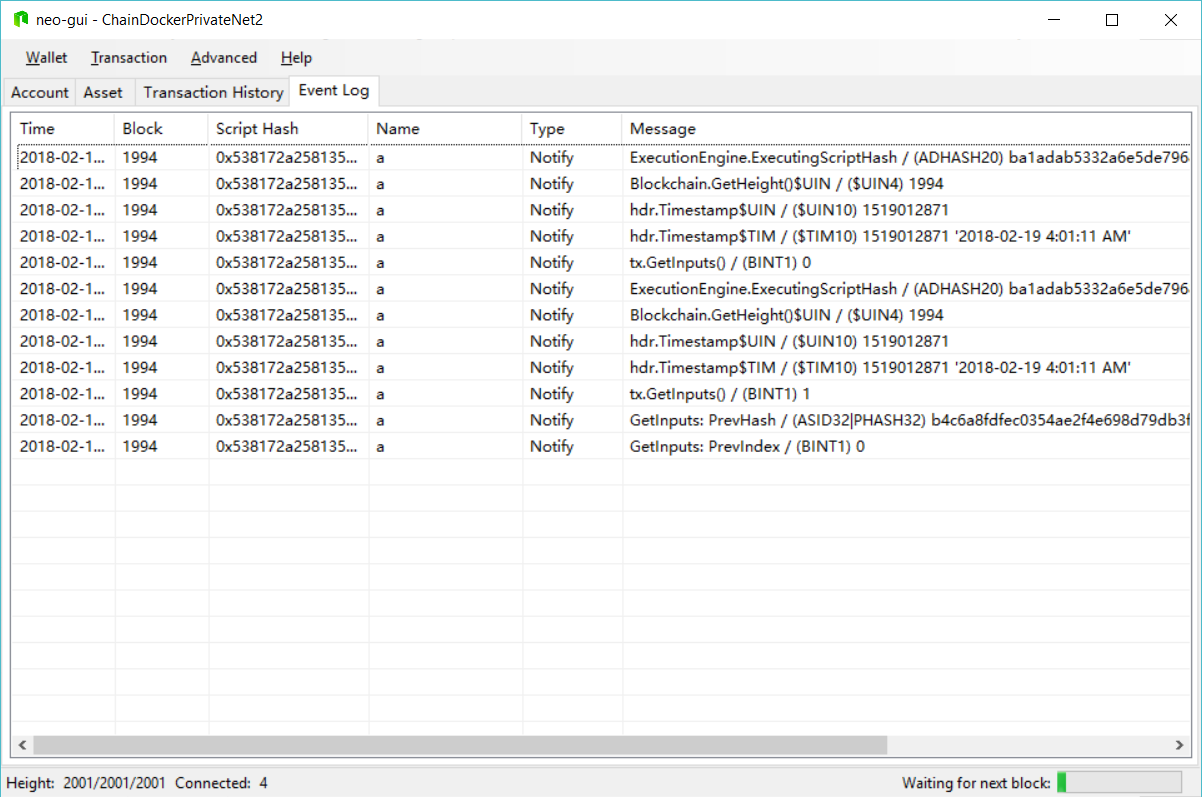 neo-gui - ChainDockerPrivateNet2
Wallet Transaction Advanced Help
Account Asset Transaction History Event Log
Time Block Script Hash Name Type Message
2018-02-1... 1994 0x538172a258135... a Notify ExecutionEngine.ExecutingScriptHash / (ADHASH20) ba1adab5332a6e5de796
2018-02-1... 1994 0x538172a258135... a Notify Blockchain.GetHeight()$UIN / ($UIN4) 1994
2018-02-1... 1994 0x538172a258135... a Notify hdr.Timestamp$UIN / ($UIN10) 1519012871
2018-02-1... 1994 0x538172a258135... a Notify hdr.Timestamp$TIM / ($TIM10) 1519012871 '2018-02-19 4:01:11 AM'
2018-02-1... 1994 0x538172a258135... a Notify tx.GetInputs() / (BINT1) 0
2018-02-1... 1994 0x538172a258135... a Notify ExecutionEngine.ExecutingScriptHash / (ADHASH20) ba1adab5332a6e5de796
2018-02-1... 1994 0x538172a258135... a Notify Blockchain.GetHeight()$UIN / ($UIN4) 1994
2018-02-1... 1994 0x538172a258135... a Notify hdr.Timestamp$UIN / ($UIN10) 1519012871
2018-02-1... 1994 0x538172a258135... a Notify hdr.Timestamp$TIM / ($TIM10) 1519012871 '2018-02-19 4:01:11 AM'
2018-02-1... 1994 0x538172a258135... a Notify tx.GetInputs() / (BINT1) 1
2018-02-1... 1994 0x538172a258135... a Notify GetInputs: PrevHash / (ASID32|PHASH32) b4c6a8fdfec0354ae2f4e698d79db3f
2018-02-1... 1994 0x538172a258135... a Notify GetInputs: PrevIndex / (BINT1) 0
Height: 2001/2001/2001 Connected: 4 Waiting for next block: